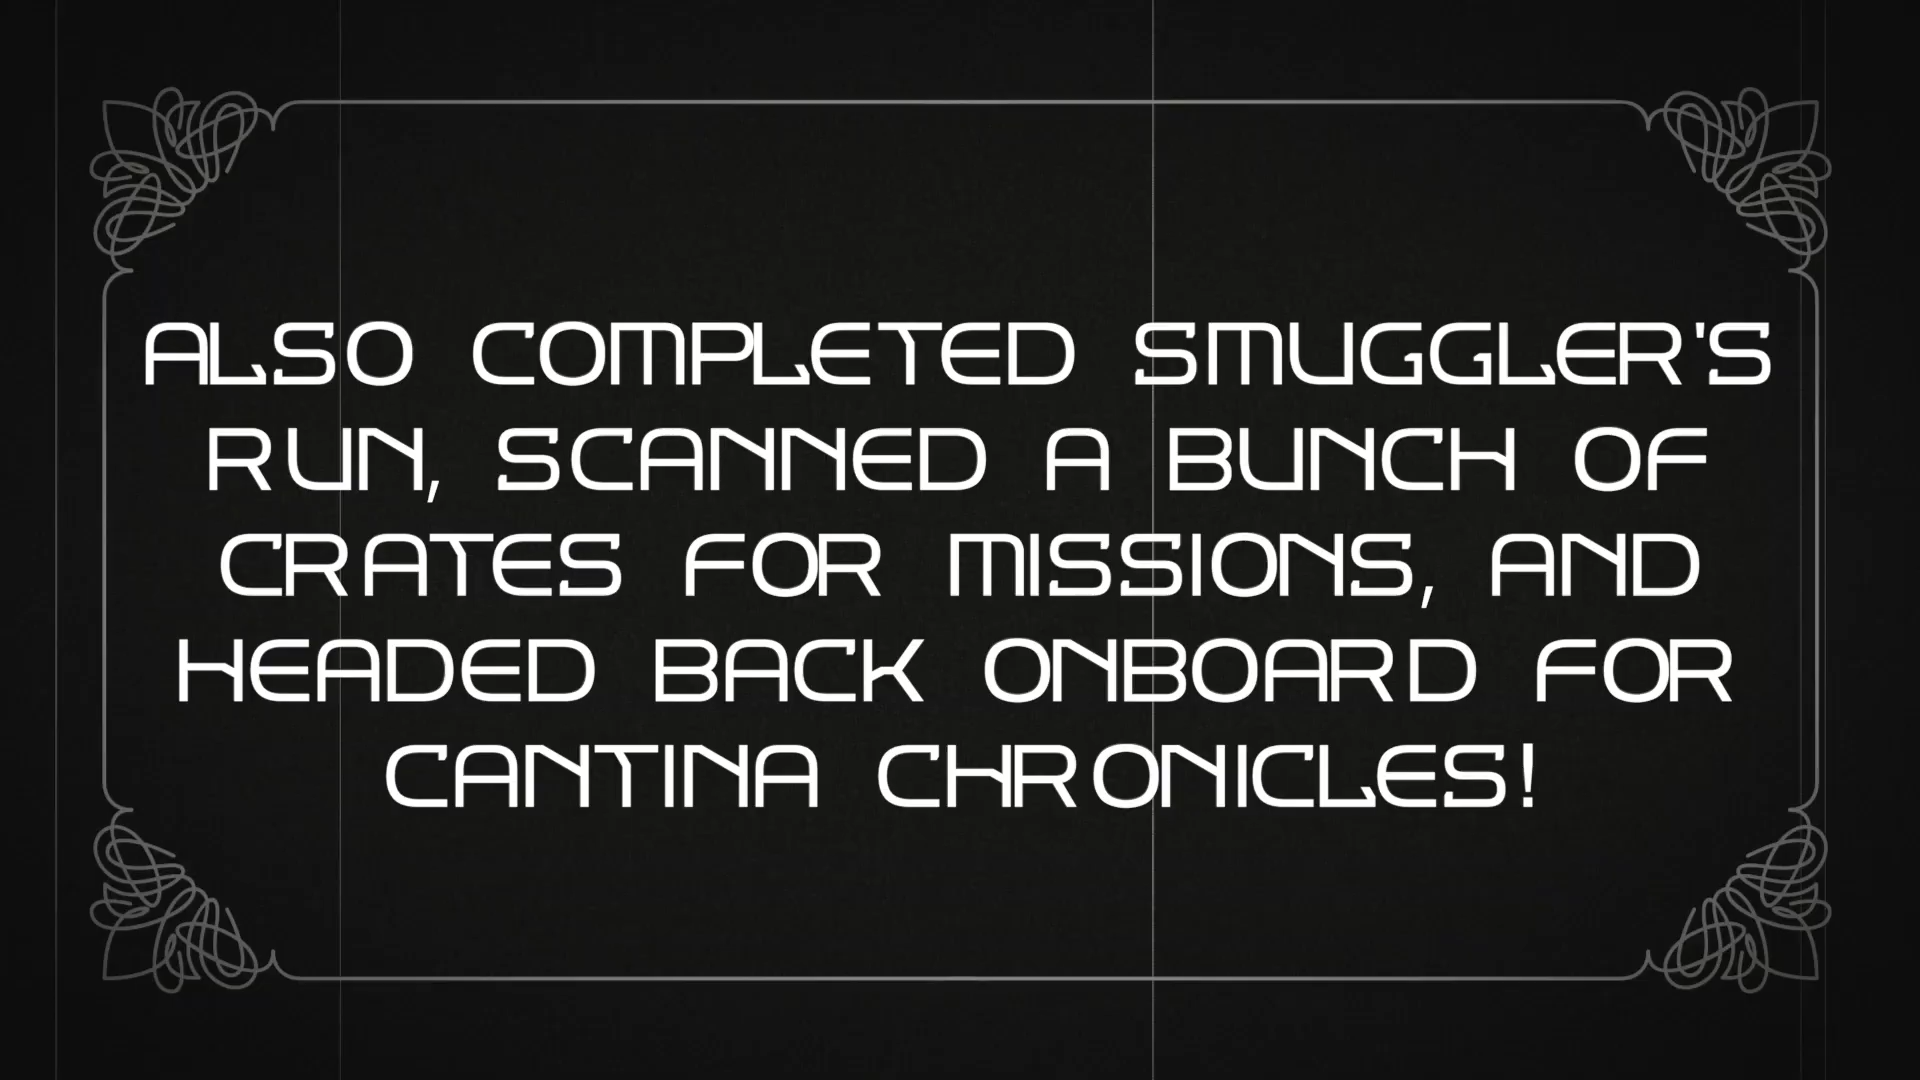 ALSO COMPLETED SMUGGLER'S
RUN, SCANNED A BUNCH OF
CRATES FOR MISSIONS, AND
HEADED BACK ONBOARD FOR
CANTINA CHRONICLES!